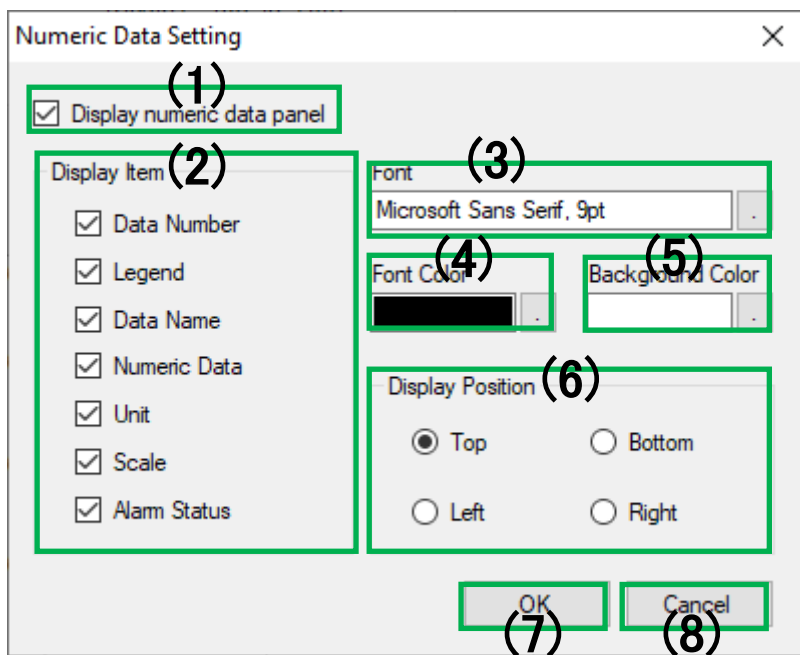 Numeric Data Setting
(1)
Display numeric data panel
Display Item (2)
Data Number
Legend
Data Name
Numeric Data
Unit
Scale
Alarm Status
(3)
Font
Microsoft Sans Serif, 9pt
.
(4)
Font Color
.
(5)
Background Color
.
Display Position (6)
Top
Bottom
Left
Right
OK
(7)
Cancel
(8)